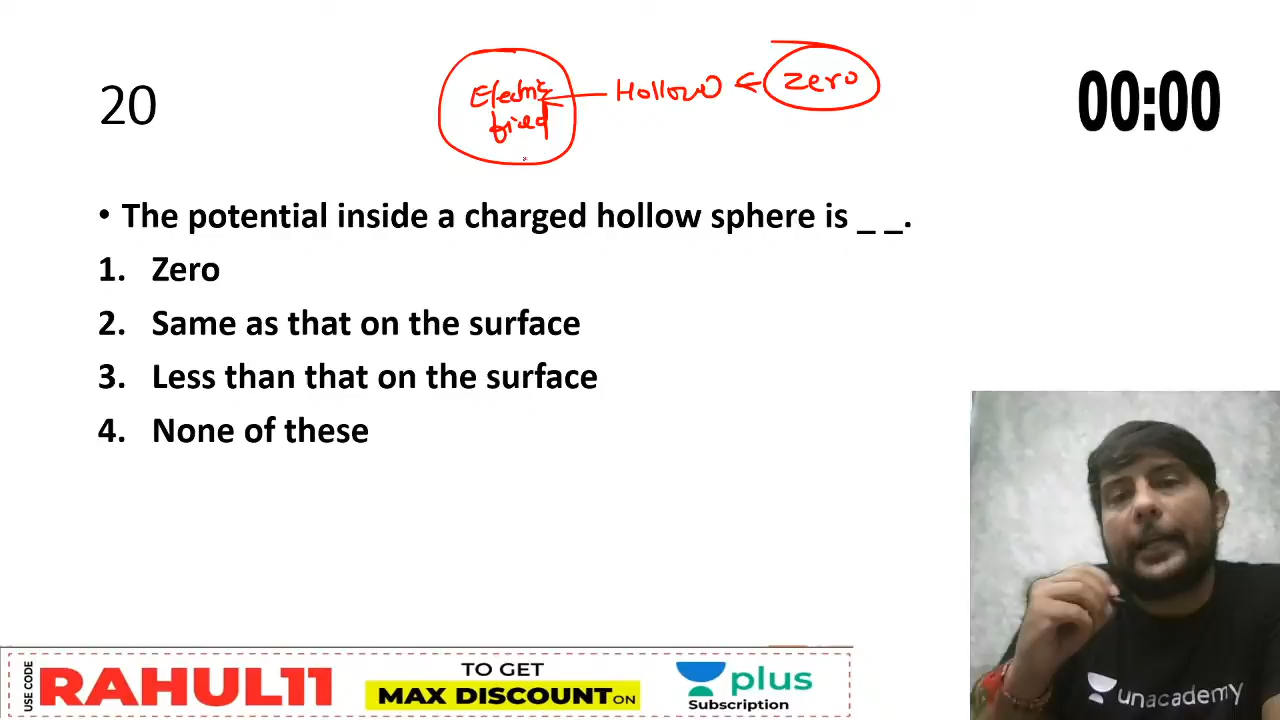 20
Electric
field
Hollow
zero
00:00
• The potential inside a charged hollow sphere is _ _.
1. Zero
2. Same as that on the surface
3. Less than that on the surface
4. None of these
unacademy
USE CODE
RAHUL11
TO GET
MAX DISCOUNT ON
plus
Subscription